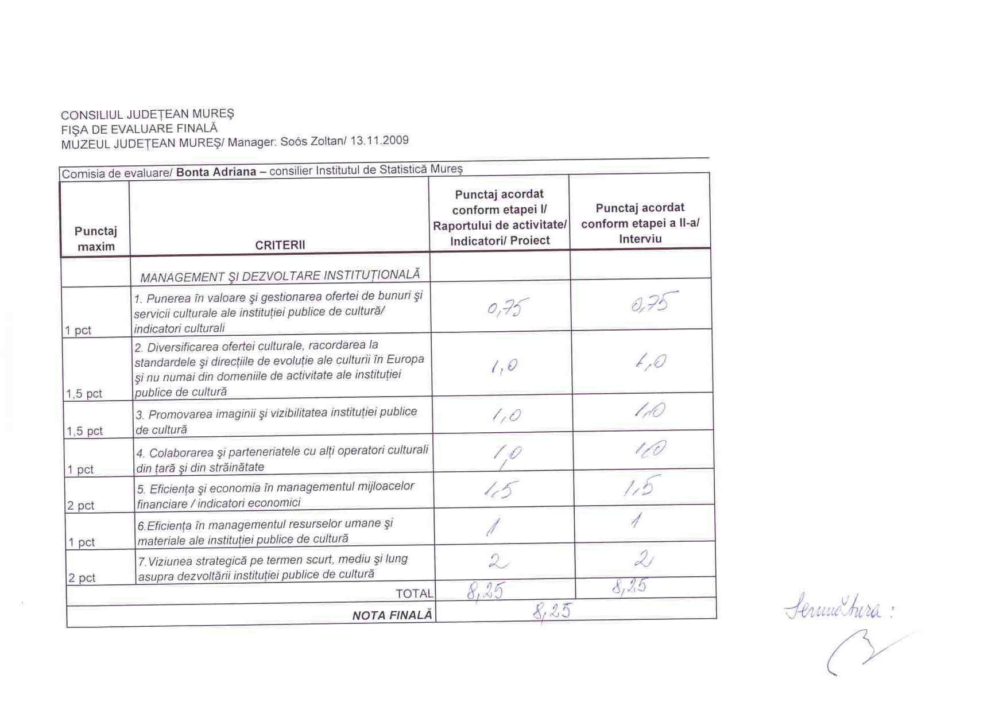 CONSILIUL JUDEŢEAN MUREŞ
FIŞA DE EVALUARE FINALĂ
MUZEUL JUDEŢEAN MUREŞ/ Manager: Soós Zoltan/ 13.11.2009
Comisia de evaluare/ Bonta Adriana – consilier Institutul de Statistică Mureş
Punctaj
maxim
CRITERII
Punctaj acordat
conform etapei I/
Raportului de activitate/
Indicatori/ Proiect
Punctaj acordat
conform etapei a II-a/
Interviu
MANAGEMENT ŞI DEZVOLTARE INSTITUŢIONALĂ
1 pct
1. Punerea în valoare şi gestionarea ofertei de bunuri şi
servicii culturale ale instituţiei publice de cultură/
indicatori culturali
0,75
0,75
1,5 pct
2. Diversificarea ofertei culturale, racordarea la
standardele şi direcţiile de evoluţie ale culturii în Europa
şi nu numai din domeniile de activitate ale instituţiei
publice de cultură
1,0
1,0
1,5 pct
3. Promovarea imaginii şi vizibilitatea instituţiei publice
de cultură
1,0
1,0
1 pct
4. Colaborarea şi parteneriatele cu alţi operatori culturali
din ţară şi din străinătate
1,0
1,0
2 pct
5. Eficienţa şi economia în managementul mijloacelor
financiare / indicatori economici
1,5
1,5
1 pct
6.Eficienţa în managementul resurselor umane şi
materiale ale instituţiei publice de cultură
1
1
2 pct
7.Viziunea strategică pe termen scurt, mediu şi lung
asupra dezvoltării instituţiei publice de cultură
2
2
TOTAL
8,25
8,25
NOTA FINALĂ
8,25
Semnătura :